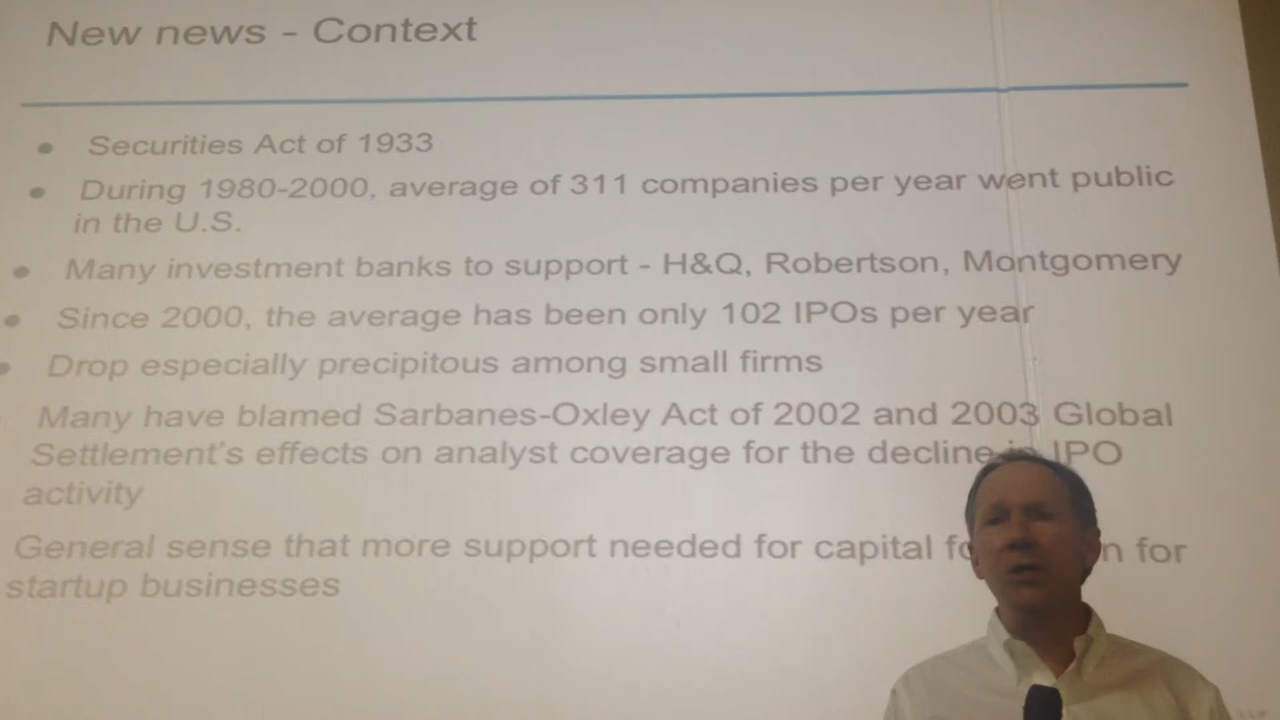 New news - Context
Securities Act of 1933
During 1980-2000, average of 311 companies per year went public
in the U.S.
Many investment banks to support - H&Q, Robertson, Montgomery
Since 2000, the average has been only 102 IPOs per year
Drop especially precipitous among small firms
Many have blamed Sarbanes-Oxley Act of 2002 and 2003 Global
Settlement's effects on analyst coverage for the decline IPO
activity
General sense that more support needed for capital for
startup businesses